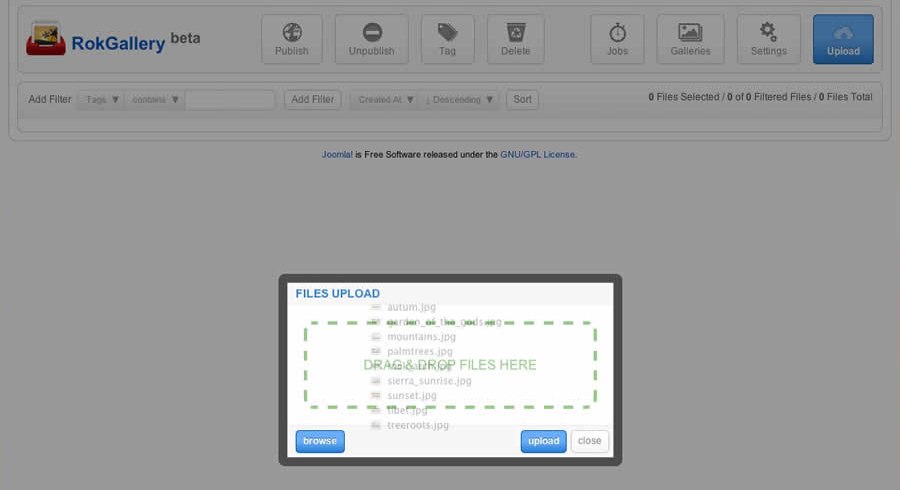 RokGallery beta
Publish
Unpublish
Tag
Delete
Jobs
Galleries
Settings
Upload
Add Filter Tags contains Add Filter Created At ↓ Descending Sort 0 Files Selected / 0 of 0 Filtered Files / 0 Files Total
Joomla! is Free Software released under the GNU/GPL License.
FILES UPLOAD
autum.jpg
garden_of_the_gods.jpg
mountains.jpg
palmtrees.jpg
DRAG & DROP FILES HERE
sierra_sunrise.jpg
sunset.jpg
tibet.jpg
treeroots.jpg
browse upload close